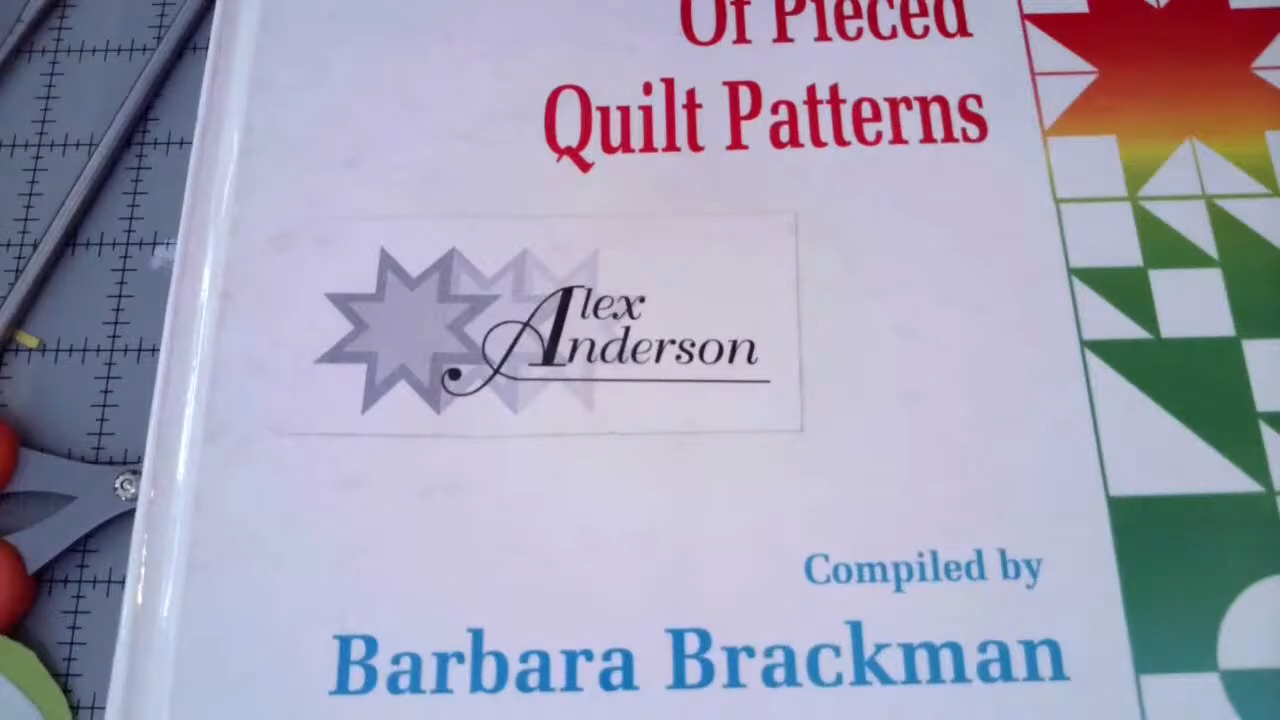 Of Pieced
Quilt Patterns
Alex
Anderson
Compiled by
Barbara Brackman